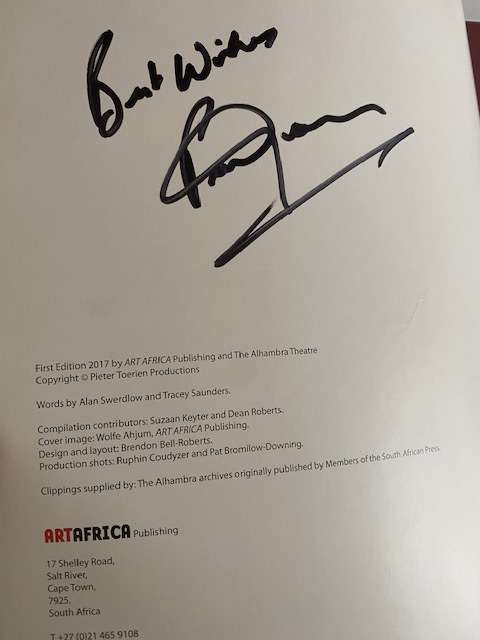 Best Wishes
First Edition 2017 by ART AFRICA Publishing and The Alhambra Theatre
Copyright © Pieter Toerien Productions
Words by Alan Swerdlow and Tracey Saunders.
Compilation contributors: Suzaan Keyter and Dean Roberts.
Cover image: Wolfe Ahjum, ART AFRICA Publishing.
Design and layout: Brendon Bell-Roberts.
Production shots: Ruphin Coudyzer and Pat Bromilow-Downing.
Clippings supplied by: The Alhambra archives originally published by Members of the South African Press.
ARTAFRICA Publishing
17 Shelley Road,
Salt River,
Cape Town,
7925,
South Africa
T +27 (0)21 465 9108